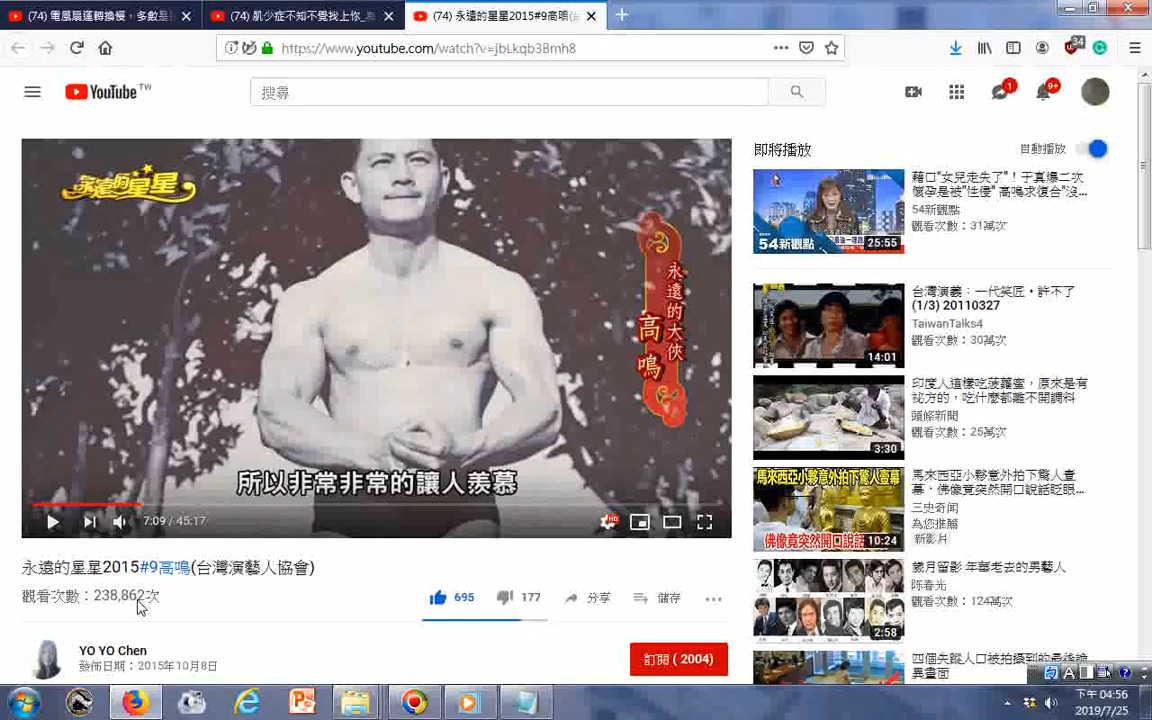 (74) 電風扇運轉換慢，多數是
(74) 肌少症不知不覺找上你_
(74) 永遠的星星2015#9高鳴(台
https://www.youtube.com/watch?v=jbLkqb3Bmh8
34
YouTube TW
搜尋
1
9+
永遠的星星
永遠的大俠
高鳴
所以非常非常的讓人羨慕
7:09 / 45:17
HD
永遠的星星2015#9高鳴(台灣演藝人協會)
觀看次數：238,862次
695
177
分享
儲存
YO YO Chen
發佈日期：2015年10月8日
訂閱 (2004)
即將播放
自動播放
54新觀點
25:55
藉口"女兒走失了"！于真爆二次
懷孕是被"性侵" 高鳴求復合"沒...
54新觀點
觀看次數：31萬次
14:01
台灣演義：一代笑匠‧許不了
(1/3) 20110327
TaiwanTalks4
觀看次數：30萬次
3:30
印度人這樣吃菠蘿蜜，原來是有
祕方的，吃什麼都離不開調料
頭條新聞
觀看次數：25萬次
馬來西亞小夥意外拍下驚人畫幕
佛像竟突然開口說話
10:24
馬來西亞小夥意外拍下驚人畫
幕，佛像竟突然開口說話眨眼...
三史奇闻
為您推薦
新影片
2:58
歲月留影 年華老去的男藝人
陈春光
觀看次數：124萬次
四個失蹤人口被拍攝到的最後詭
異畫面
下午 04:56
2019/7/25